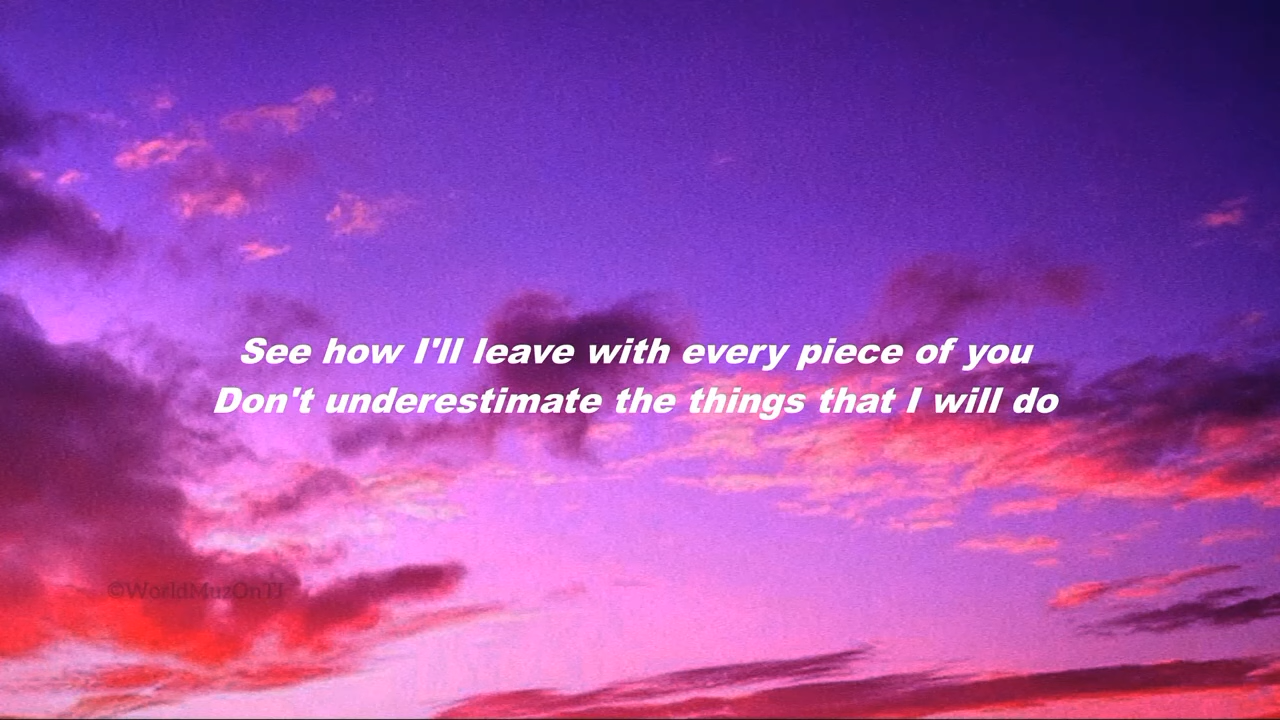 See how I'll leave with every piece of you
Don't underestimate the things that I will do
©WorldMuzOnTJ